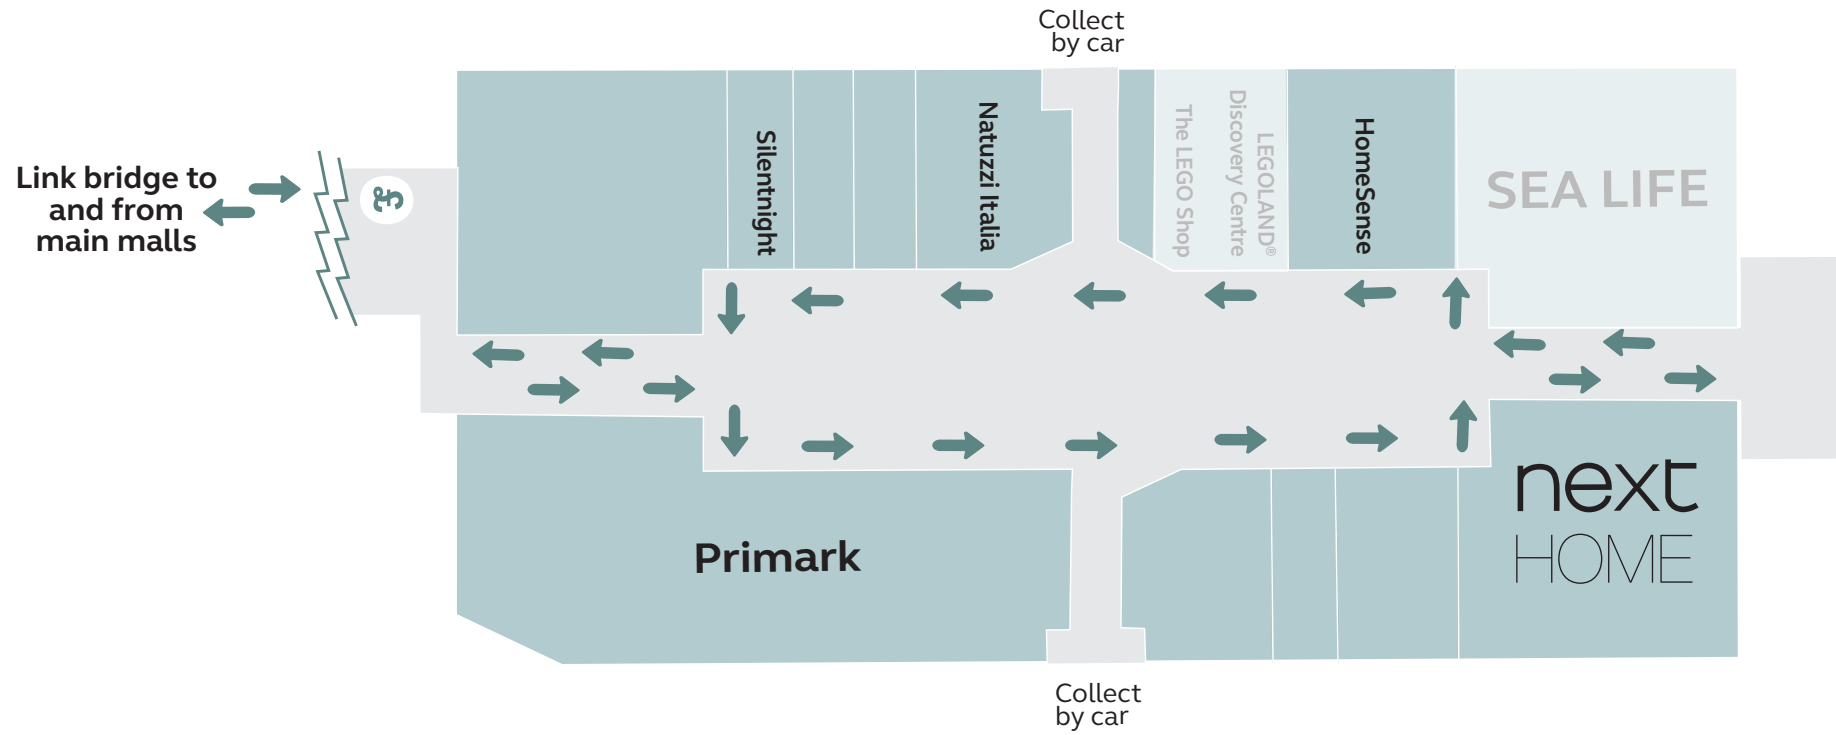 Collect
by car
Link bridge to
and from
main malls
£
Silentnight
Natuzzi Italia
The LEGO Shop
LEGOLAND®
Discovery Centre
HomeSense
SEA LIFE
Primark
next
HOME
Collect
by car